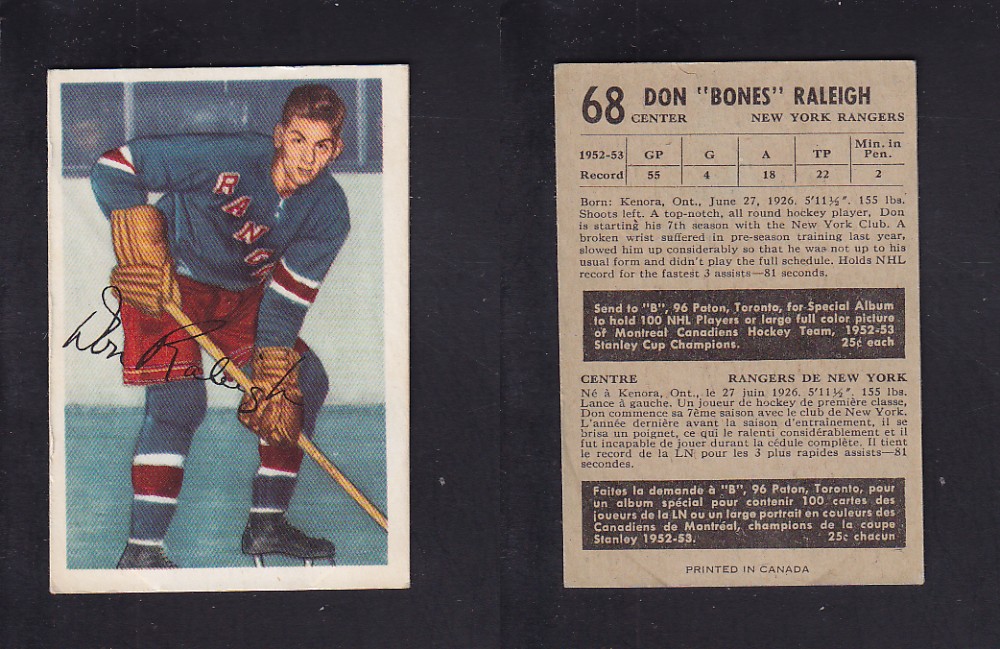 RANG
Don Raleigh
68 DON "BONES" RALEIGH
CENTER NEW YORK RANGERS
1952-53 GP G A TP Min. in Pen.
Record 55 4 18 22 2
Born: Kenora, Ont., June 27, 1926. 5'11½". 155 lbs.
Shoots left. A top-notch, all round hockey player, Don
is starting his 7th season with the New York Club. A
broken wrist suffered in pre-season training last year,
slowed him up considerably so that he was not up to his
usual form and didn't play the full schedule. Holds NHL
record for the fastest 3 assists—81 seconds.
Send to "B", 96 Paton, Toronto, for Special Album
to hold 100 NHL Players or large full color picture
of Montreal Canadiens Hockey Team, 1952-53
Stanley Cup Champions. 25¢ each
CENTRE RANGERS DE NEW YORK
Né à Kenora, Ont., le 27 juin 1926. 5'11½". 155 lbs.
Lance à gauche. Un joueur de hockey de première classe,
Don commence sa 7ème saison avec le club de New York.
L'année dernière avant la saison d'entrainement, il se
brisa un poignet, ce qui le ralenti considérablement et il
fut incapable de jouer durant la cédule complête. Il tient
le record de la LN pour les 3 plus rapides assists—81
secondes.
Faites la demande à "B", 96 Paton, Toronto, pour
un album spécial pour contenir 100 cartes des
joueurs de la LN ou un large portrait en couleurs des
Canadiens de Montréal, champions de la coupe
Stanley 1952-53. 25¢ chacun
PRINTED IN CANADA